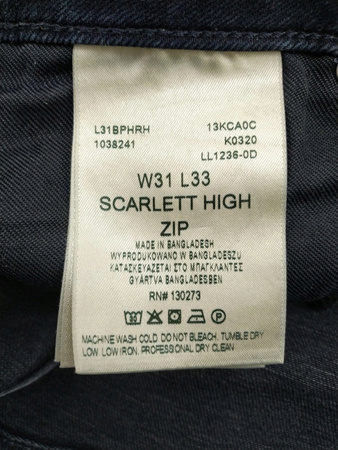 L31BPHRH 13KCA0C
1038241 K0320
LL1236-0D
W31 L33
SCARLETT HIGH
ZIP
MADE IN BANGLADESH
WYPRODUKOWANO W BANGLADESZU
ΚΑΤΑΣΚΕΥΑΖΕΤΑΙ ΣΤΟ ΜΠΑΓΚΛΑΝΤΕΣ
GYÁRTVA BANGLADESBEN
RN# 130273
30 P
MACHINE WASH COLD DO NOT BLEACH. TUMBLE DRY
LOW LOW IRON. PROFESSIONAL DRY CLEAN